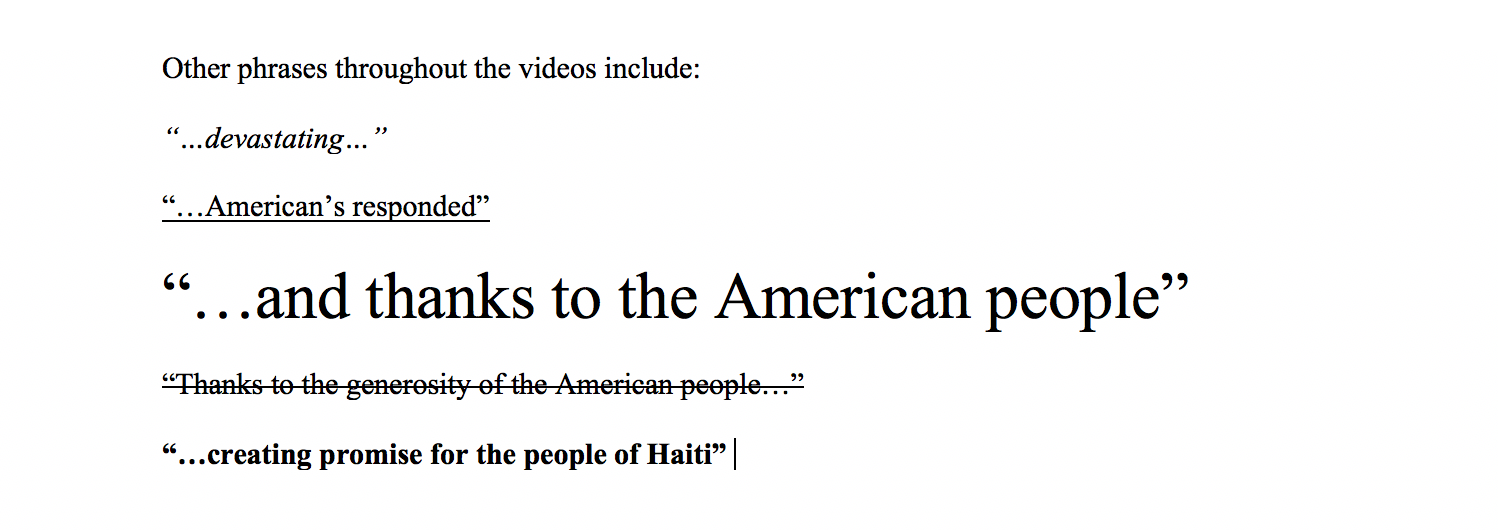 Other phrases throughout the videos include:
“…devastating…”
“…American’s responded”
“…and thanks to the American people”
“Thanks to the generosity of the American people…”
“…creating promise for the people of Haiti”